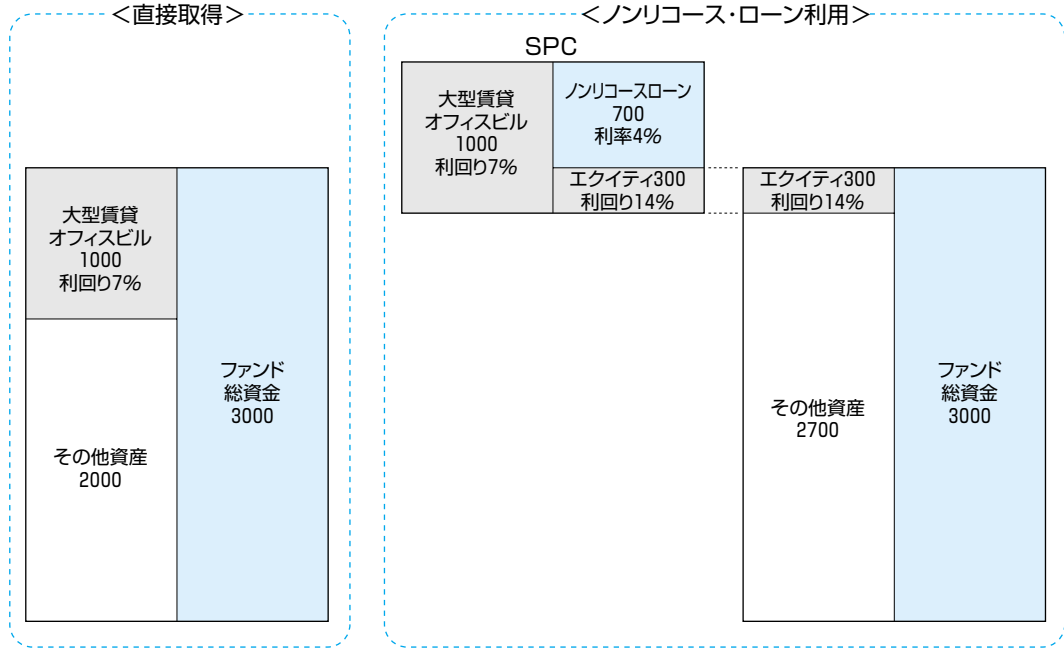 ＜直接取得＞
大型賃貸
オフィスビル
1000
利回り7%
その他資産
2000
ファンド
総資金
3000
＜ノンリコース・ローン利用＞
SPC
大型賃貸
オフィスビル
1000
利回り7%
ノンリコースローン
700
利率4%
エクイティ300
利回り14%
エクイティ300
利回り14%
その他資産
2700
ファンド
総資金
3000